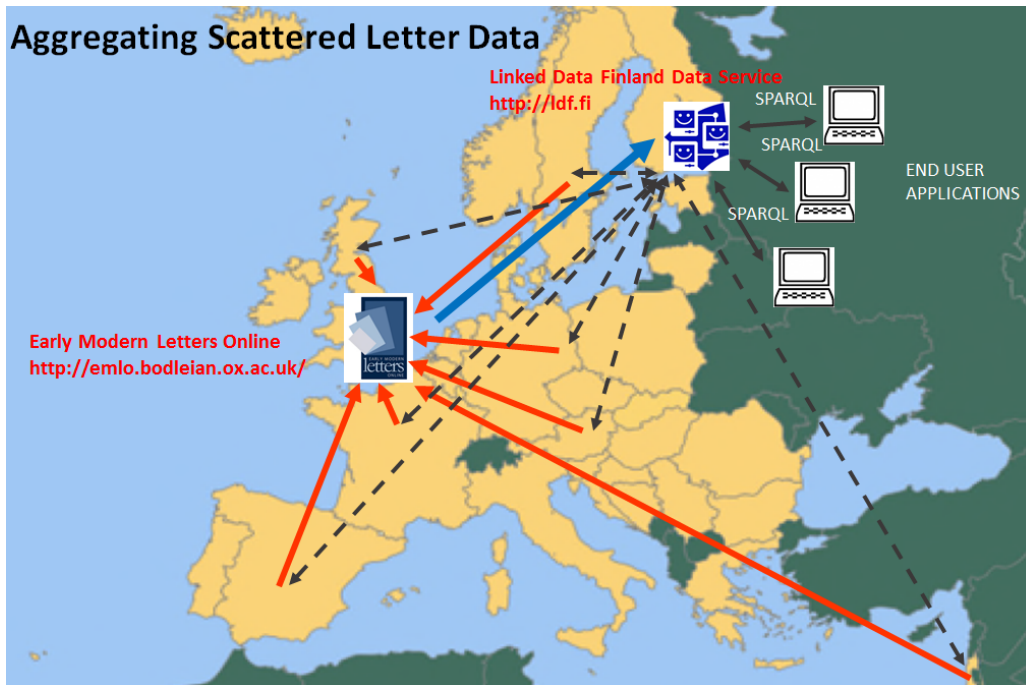 Aggregating Scattered Letter Data
Linked Data Finland Data Service
http://ldf.fi
SPARQL
SPARQL
END USER
APPLICATIONS
SPARQL
EARLY MODERN
letters
ONLINE
Early Modern Letters Online
http://emlo.bodleian.ox.ac.uk/